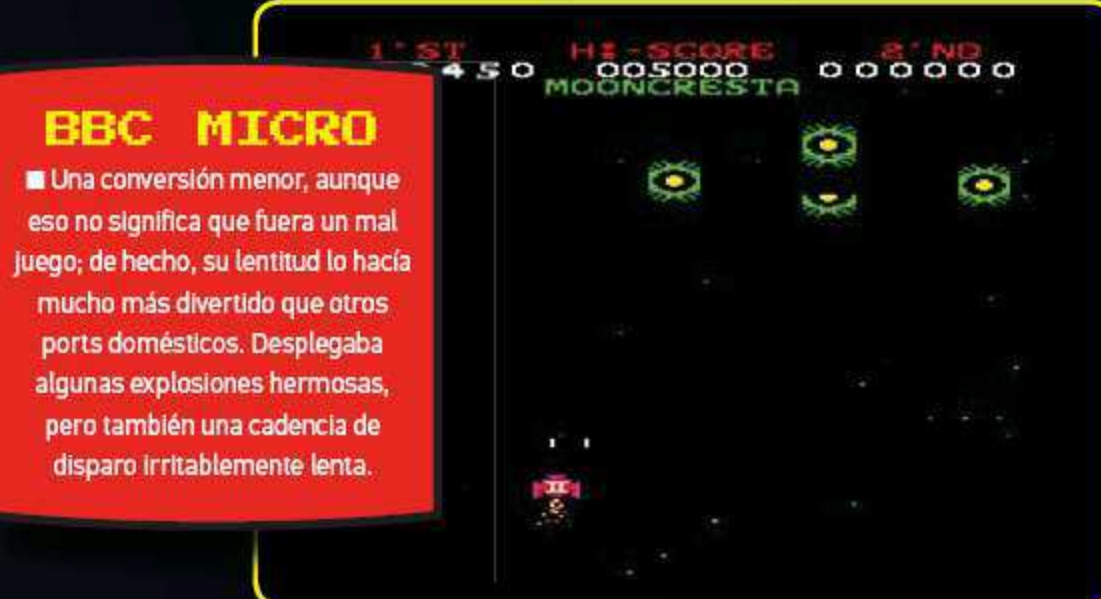 1'ST HI-SCORE 2'ND
450 005000 000000
MOONCRESTA
BBC MICRO
■ Una conversión menor, aunque
eso no significa que fuera un mal
juego; de hecho, su lentitud lo hacía
mucho más divertido que otros
ports domésticos. Desplegaba
algunas explosiones hermosas,
pero también una cadencia de
disparo irritablemente lenta.
II